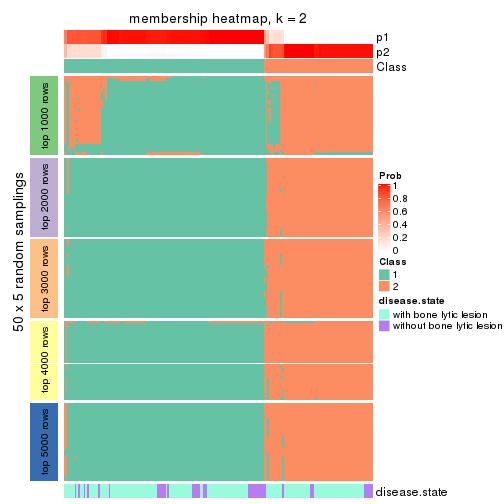 membership heatmap, k = 2
p1
p2
Class
50 x 5 random samplings
top 1000 rows
top 2000 rows
top 3000 rows
top 4000 rows
top 5000 rows
Prob
1
0.8
0.6
0.4
0.2
0
Class
1
2
disease.state
with bone lytic lesion
without bone lytic lesion
disease.state